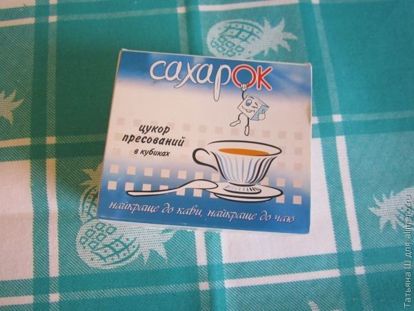 сахарОК
цукор
пресований
в кубиках
найкраще до кави, найкраще до чаю